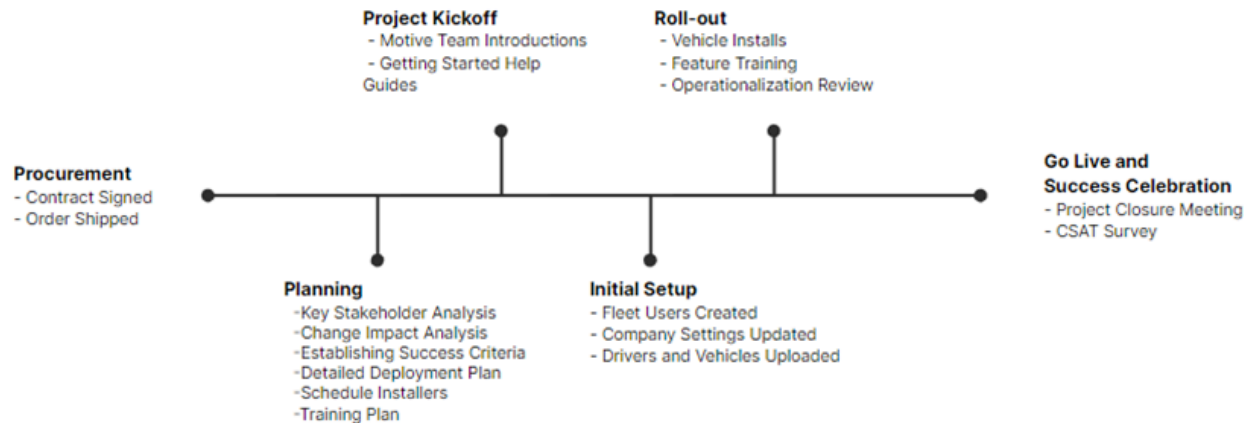 Project Kickoff
- Motive Team Introductions
- Getting Started Help
Guides
Roll-out
- Vehicle Installs
- Feature Training
- Operationalization Review
Procurement
- Contract Signed
- Order Shipped
Go Live and
Success Celebration
- Project Closure Meeting
- CSAT Survey
Planning
-Key Stakeholder Analysis
-Change Impact Analysis
-Establishing Success Criteria
-Detailed Deployment Plan
-Schedule Installers
-Training Plan
Initial Setup
- Fleet Users Created
- Company Settings Updated
- Drivers and Vehicles Uploaded